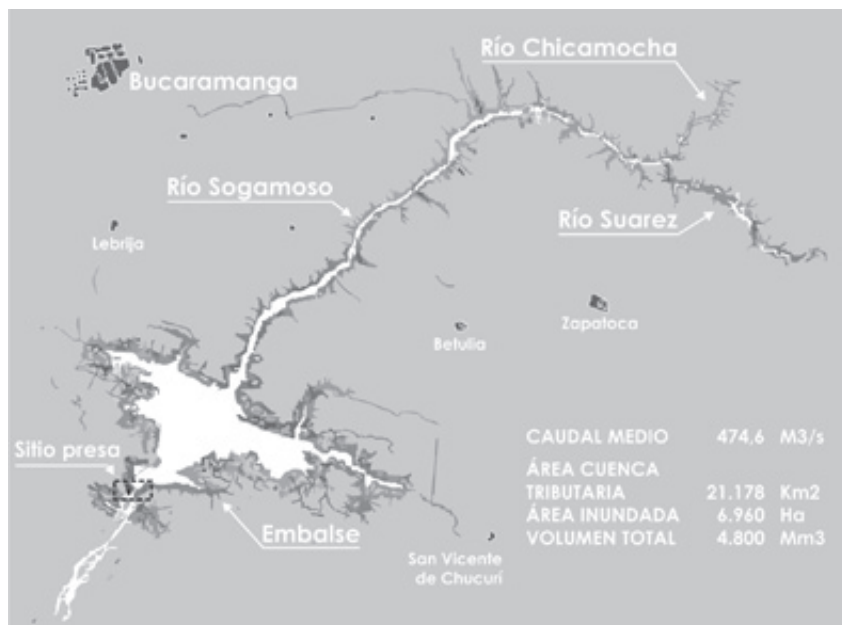 Río Chicamocha
Bucaramanga
Río Sogamoso
Río Suarez
Lebrija
Zapatoca
Betulia
Sitio presa
Embalse
San Vicente
de Chucurí
CAUDAL MEDIO 474,6 M3/s
ÁREA CUENCA
TRIBUTARIA 21.178 Km2
ÁREA INUNDADA 6.960 Ha
VOLUMEN TOTAL 4.800 Mm3